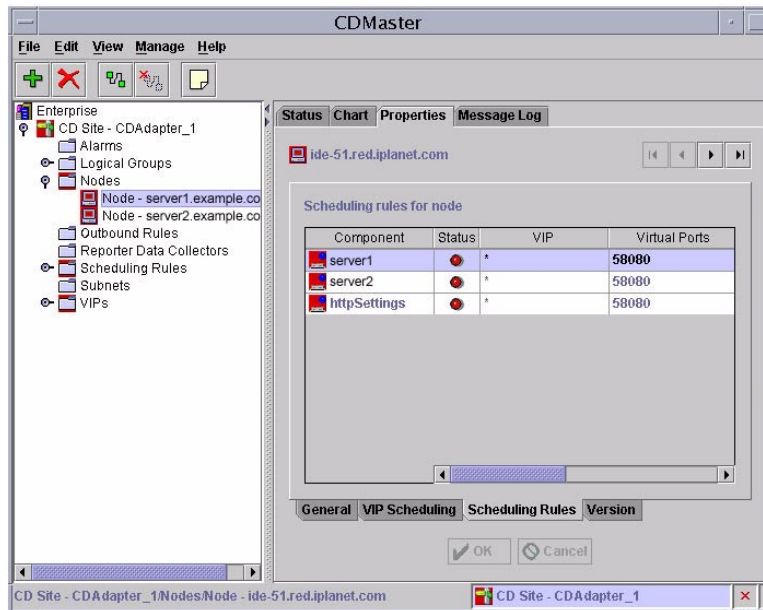 CDMaster
File Edit View Manage Help
Enterprise
CD Site - CDAdapter_1
Alarms
Logical Groups
Nodes
Node - server1.example.co
Node - server2.example.co
Outbound Rules
Reporter Data Collectors
Scheduling Rules
Subnets
VIPs
Status Chart Properties Message Log
ide-51.red.iplanet.com
Scheduling rules for node
Component Status VIP Virtual Ports
server1 * 58080
server2 * 58080
httpSettings * 58080
General VIP Scheduling Scheduling Rules Version
OK Cancel
CD Site - CDAdapter_1/Nodes/Node - ide-51.red.iplanet.com
CD Site - CDAdapter_1